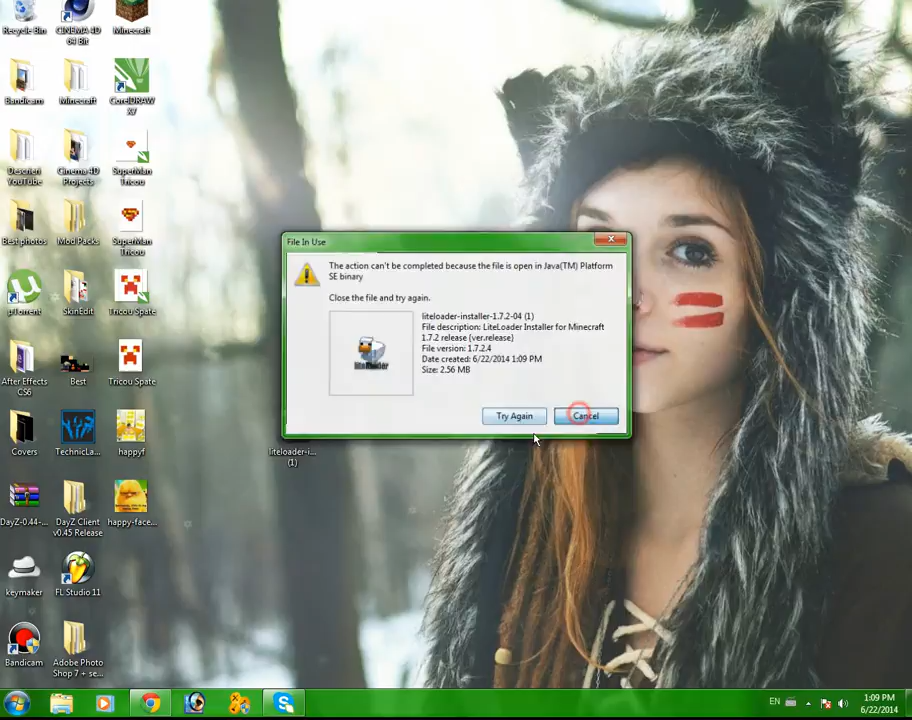 Recycle Bin
CINEMA 4D
64 Bit
Minecraft
Bandicam
Minecraft
CorelDRAW
X7
Descrieri
YouTube
Cinema 4D
Projects
SuperMan
Tricou
Best photos
Mod Packs
SuperMan
Tricou
µTorrent
SkinEdit
Tricou Spate
After Effects
CS6
Best
Tricou Spate
Covers
TechnicLa...
happyf
DayZ-0.44-...
DayZ Client
v0.45 Release
happy-face...
keymaker
FL Studio 11
Bandicam
Adobe Photo
Shop 7 + se...
liteloader-i...
(1)
File In Use
The action can't be completed because the file is open in Java(TM) Platform
SE binary
Close the file and try again.
liteloader-installer-1.7.2-04 (1)
File description: LiteLoader Installer for Minecraft
1.7.2 release (ver.release)
File version: 1.7.2.4
Date created: 6/22/2014 1:09 PM
Size: 2.56 MB
liteloader
Try Again
Cancel
EN
1:09 PM
6/22/2014